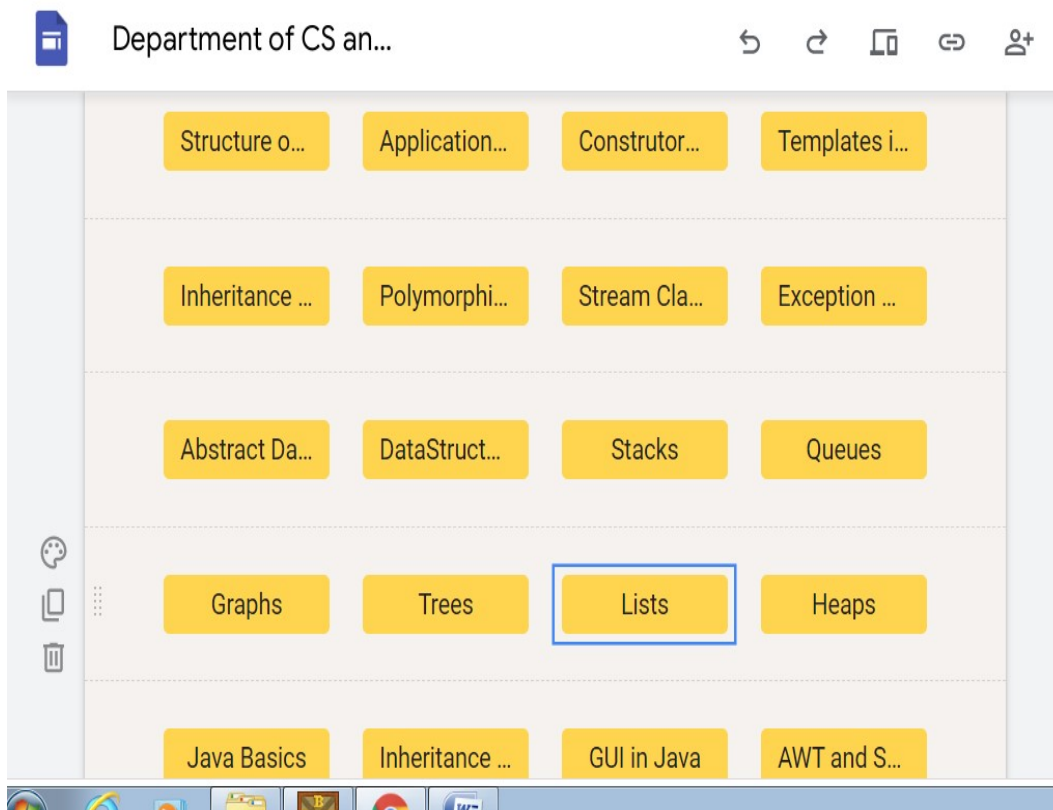 Department of CS an...
Structure o... Application... Construtor... Templates i...
Inheritance ... Polymorphi... Stream Cla... Exception ...
Abstract Da... DataStruct... Stacks Queues
Graphs Trees Lists Heaps
Java Basics Inheritance ... GUI in Java AWT and S...